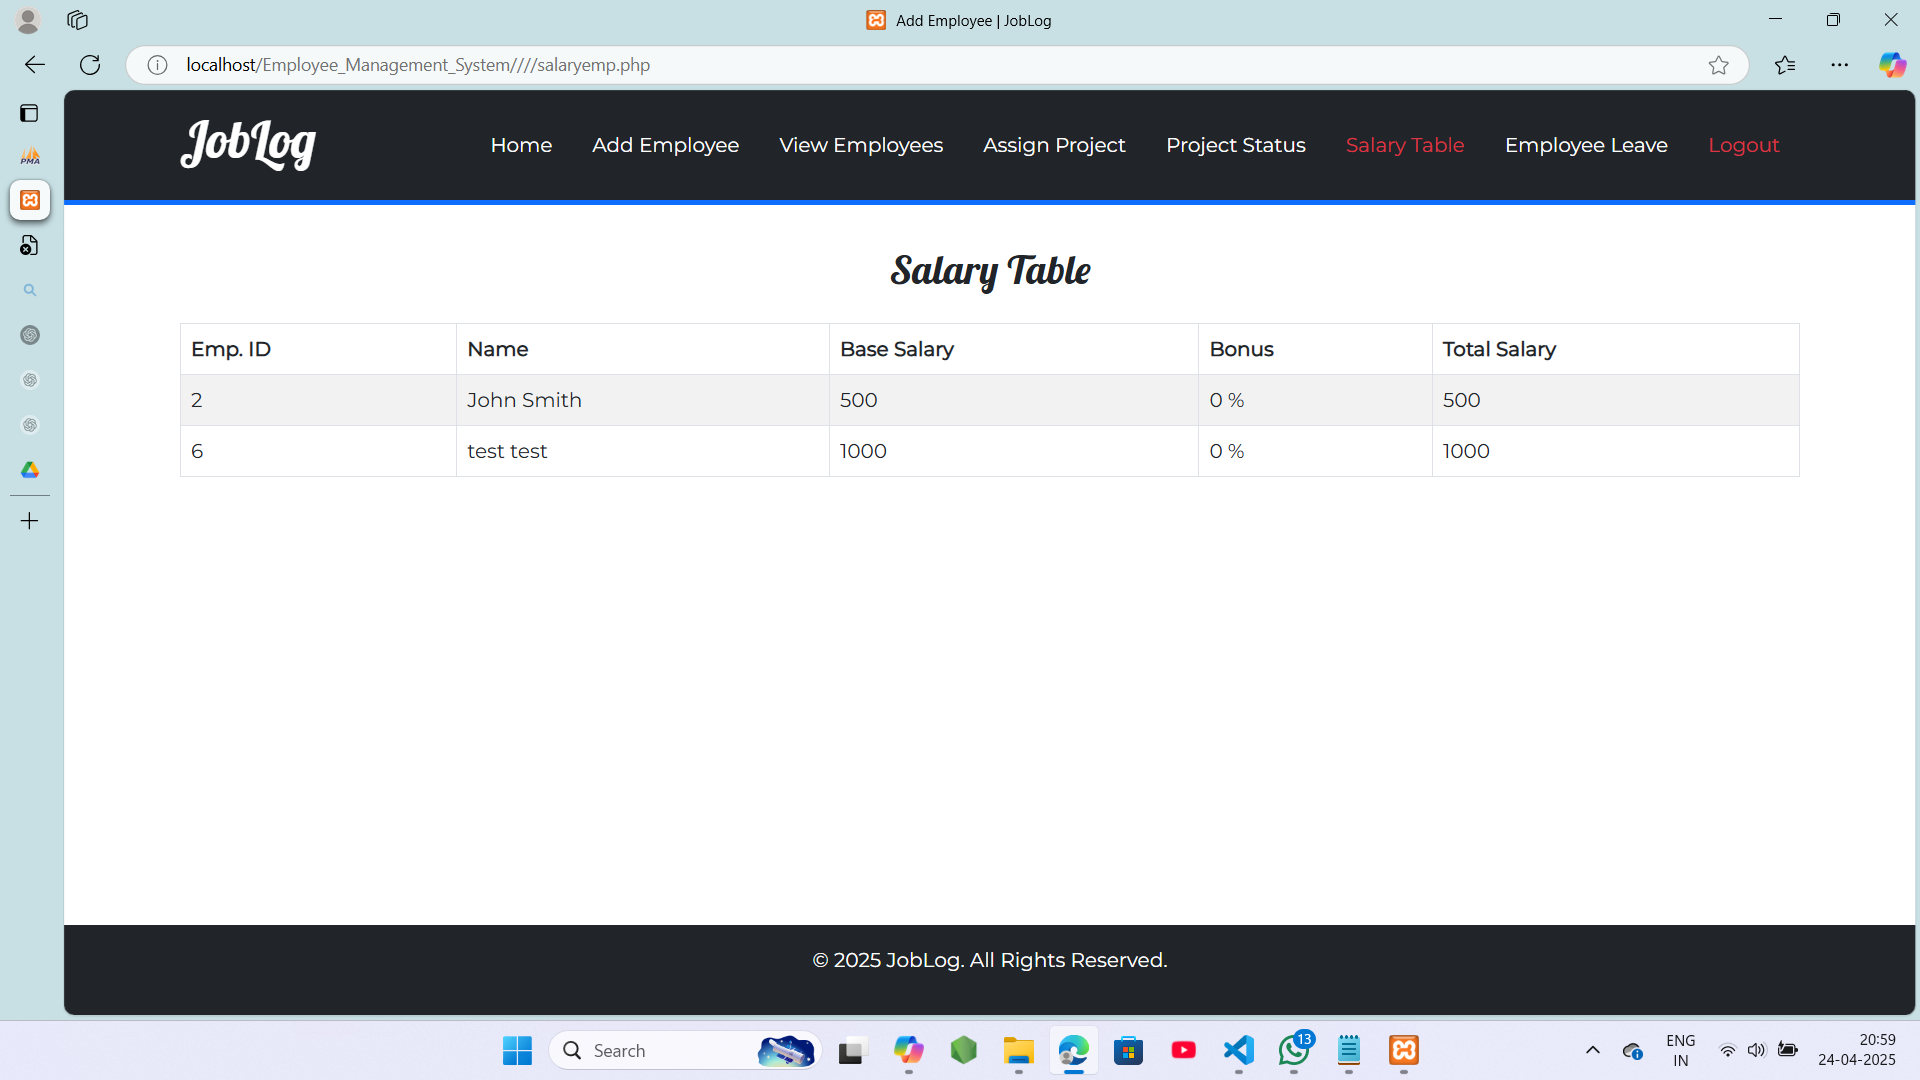 Add Employee | JobLog
localhost/Employee_Management_System////salaryemp.php
PMA
JobLog
Home Add Employee View Employees Assign Project Project Status Salary Table Employee Leave Logout
Salary Table
Emp. ID Name Base Salary Bonus Total Salary
2 John Smith 500 0 % 500
6 test test 1000 0 % 1000
© 2025 JobLog. All Rights Reserved.
Search
13
ENG
IN
20:59
24-04-2025